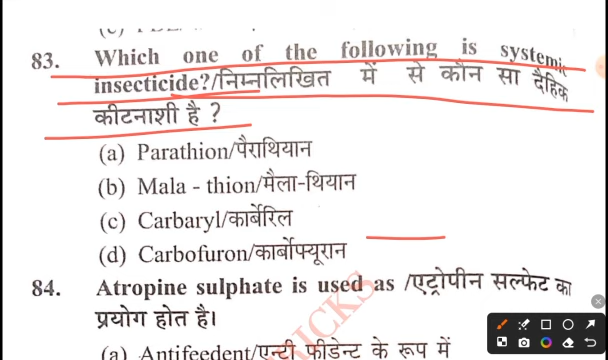 83. Which one of the following is systemic
insecticide?/निम्नलिखित में से कौन सा दैहिक
कीटनाशी है ?
(a) Parathion/पैराथियान
(b) Mala - thion/मैला-थियान
(c) Carbaryl/कार्बेरिल
(d) Carbofuron/कार्बोफ्यूरान
84. Atropine sulphate is used as /एट्रोपीन सल्फेट का
प्रयोग होत है।
(a) Antifeedent/एन्टी फीडेन्ट के रूप में